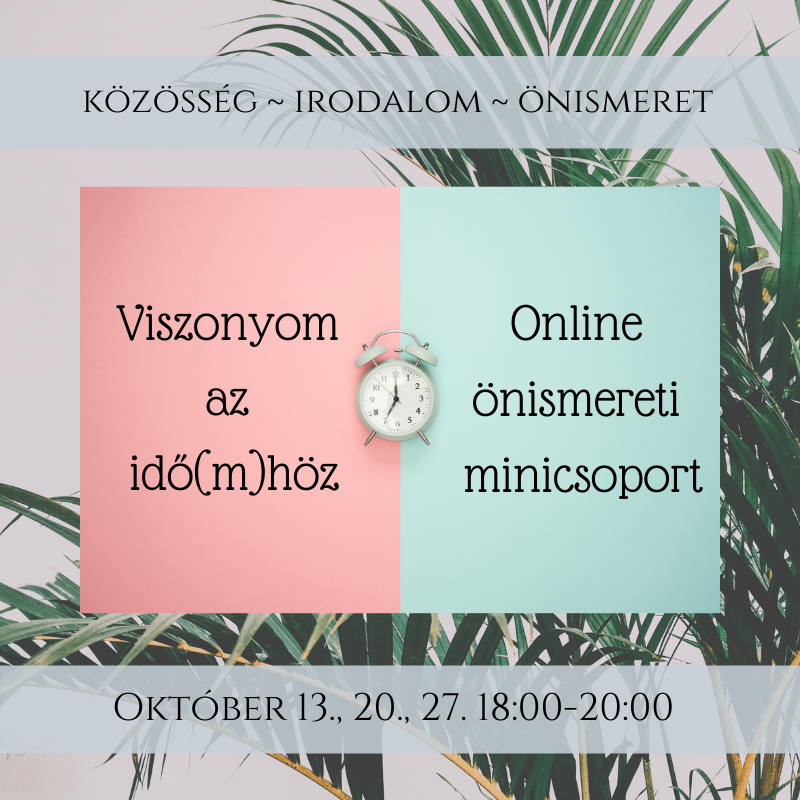 KÖZÖSSÉG ~ IRODALOM ~ ÖNISMERET
Viszonyom
az
idő(m)höz
Online
önismereti
minicsoport
Október 13., 20., 27. 18:00-20:00